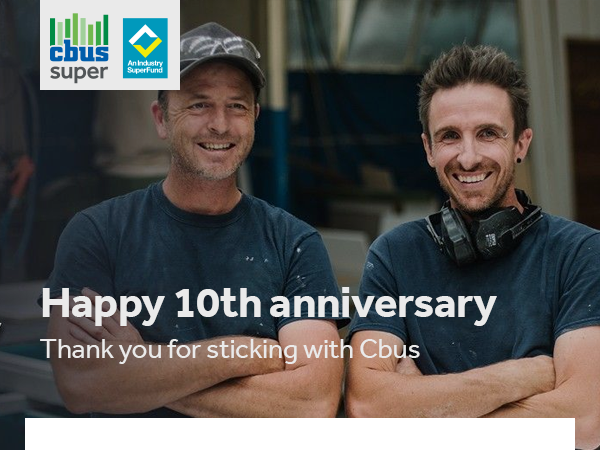 cbus
super
An Industry
SuperFund
Happy 10th anniversary
Thank you for sticking with Cbus